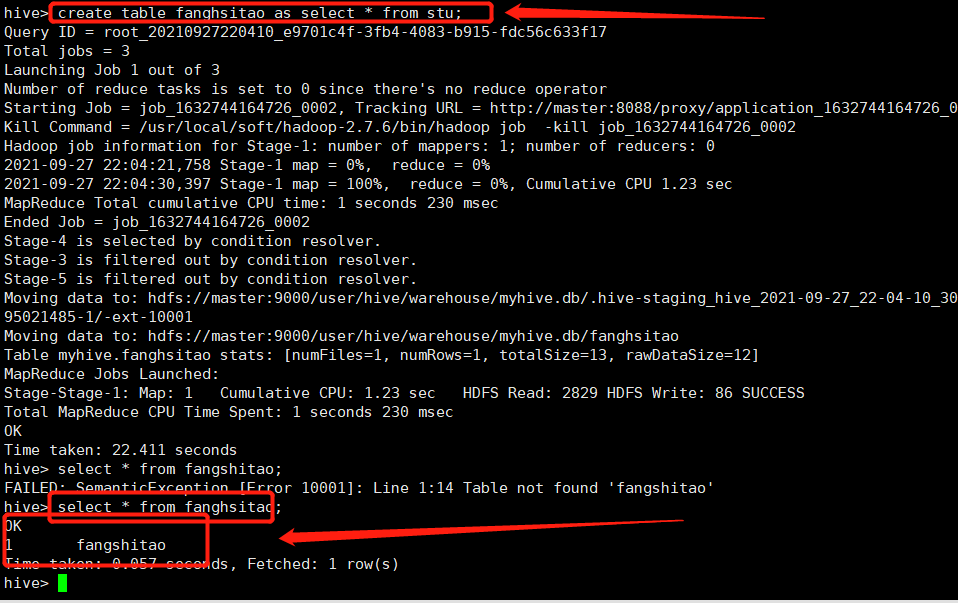 hive> create table fanghsitao as select * from stu;
Query ID = root_20210927220410_e9701c4f-3fb4-4083-b915-fdc56c633f17
Total jobs = 3
Launching Job 1 out of 3
Number of reduce tasks is set to 0 since there's no reduce operator
Starting Job = job_1632744164726_0002, Tracking URL = http://master:8088/proxy/application_1632744164726_0
Kill Command = /usr/local/soft/hadoop-2.7.6/bin/hadoop job  -kill job_1632744164726_0002
Hadoop job information for Stage-1: number of mappers: 1; number of reducers: 0
2021-09-27 22:04:21,758 Stage-1 map = 0%,  reduce = 0%
2021-09-27 22:04:30,397 Stage-1 map = 100%,  reduce = 0%, Cumulative CPU 1.23 sec
MapReduce Total cumulative CPU time: 1 seconds 230 msec
Ended Job = job_1632744164726_0002
Stage-4 is selected by condition resolver.
Stage-3 is filtered out by condition resolver.
Stage-5 is filtered out by condition resolver.
Moving data to: hdfs://master:9000/user/hive/warehouse/myhive.db/.hive-staging_hive_2021-09-27_22-04-10_30
95021485-1/-ext-10001
Moving data to: hdfs://master:9000/user/hive/warehouse/myhive.db/fanghsitao
Table myhive.fanghsitao stats: [numFiles=1, numRows=1, totalSize=13, rawDataSize=12]
MapReduce Jobs Launched:
Stage-Stage-1: Map: 1   Cumulative CPU: 1.23 sec   HDFS Read: 2829 HDFS Write: 86 SUCCESS
Total MapReduce CPU Time Spent: 1 seconds 230 msec
OK
Time taken: 22.411 seconds
hive> select * from fangshitao;
FAILED: SemanticException [Error 10001]: Line 1:14 Table not found 'fangshitao'
hive> select * from fanghsitao;
OK
1       fangshitao
Time taken: 0.057 seconds, Fetched: 1 row(s)
hive>